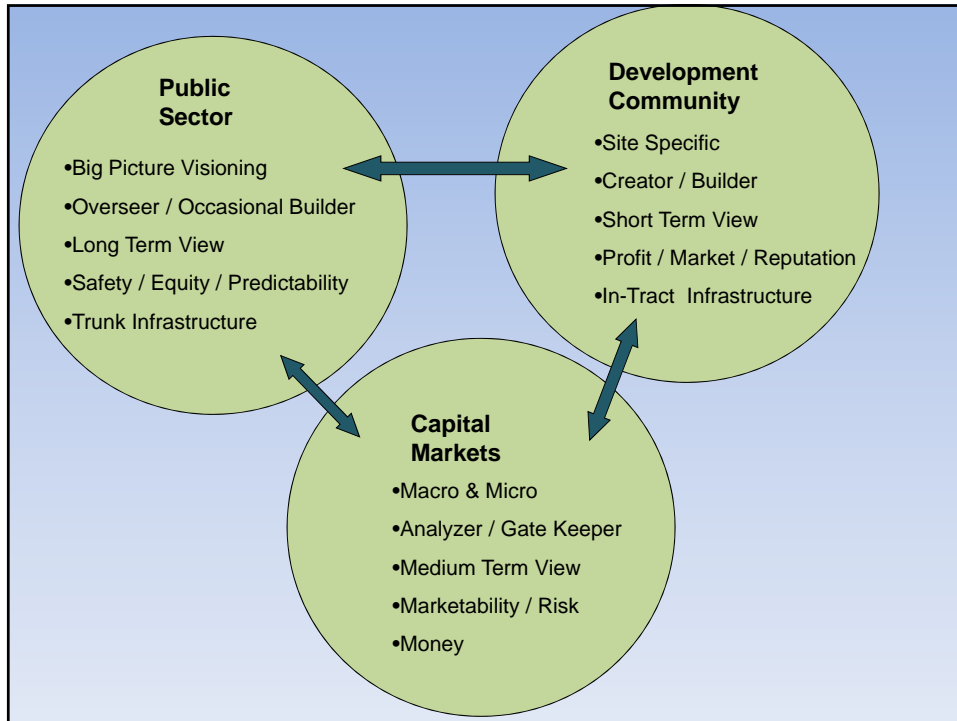 Public
Sector
•Big Picture Visioning
•Overseer / Occasional Builder
•Long Term View
•Safety / Equity / Predictability
•Trunk Infrastructure
Development
Community
•Site Specific
•Creator / Builder
•Short Term View
•Profit / Market / Reputation
•In-Tract Infrastructure
Capital
Markets
•Macro & Micro
•Analyzer / Gate Keeper
•Medium Term View
•Marketability / Risk
•Money